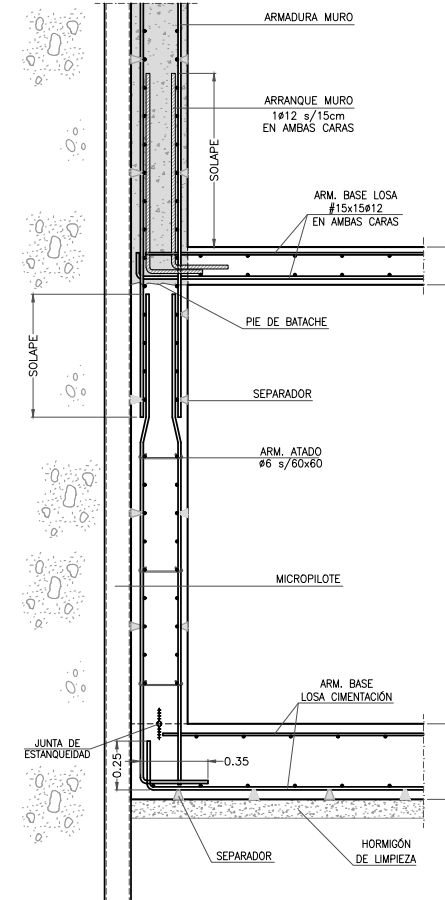 ARMADURA MURO
ARRANQUE MURO
1ø12 s/15cm
EN AMBAS CARAS
SOLAPE
ARM. BASE LOSA
#15x15ø12
EN AMBAS CARAS
PIE DE BATACHE
SOLAPE
SEPARADOR
ARM. ATADO
ø6 s/60x60
MICROPILOTE
ARM. BASE
LOSA CIMENTACIÓN
JUNTA DE
ESTANQUEIDAD
0.25
0.35
HORMIGÓN
DE LIMPIEZA
SEPARADOR